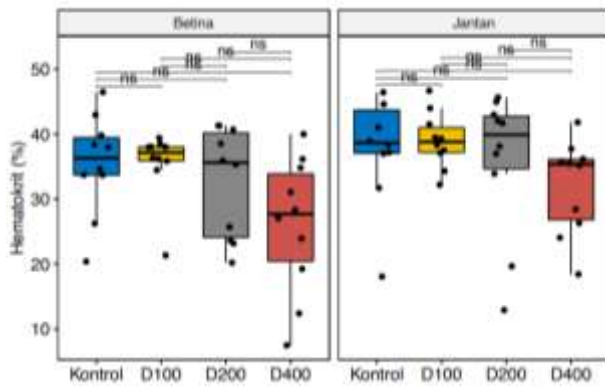 Betina
Jantan
ns
ns
ns
ns
ns
ns
ns
ns
ns
ns
ns
ns
Hematokrit (%)
50
40
30
20
10
Kontrol D100 D200 D400
Kontrol D100 D200 D400